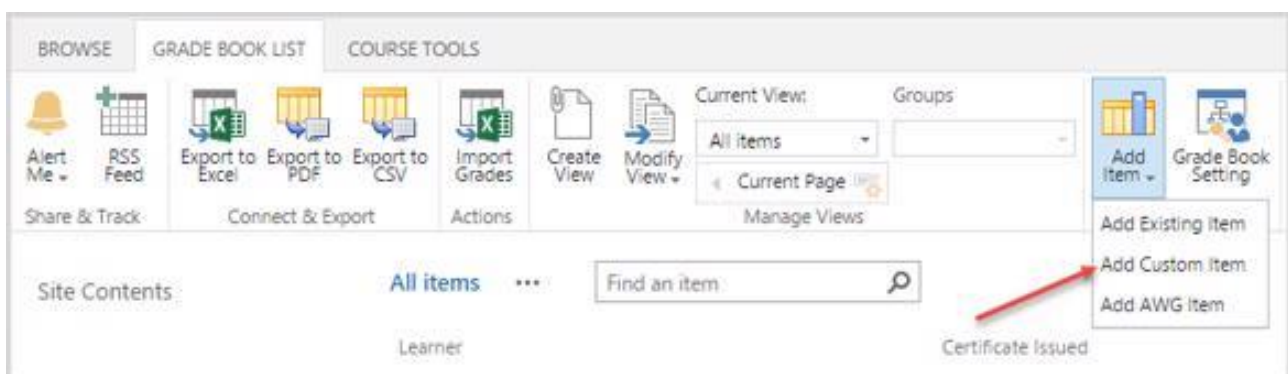 BROWSE GRADE BOOK LIST COURSE TOOLS
Alert Me
RSS Feed
Export to Excel
Export to PDF
Export to CSV
Import Grades
Create View
Modify View
Current View:
All items
Current Page
Groups
Add Item
Grade Book Setting
Share & Track Connect & Export Actions Manage Views
Add Existing Item
Add Custom Item
Add AWG Item
Site Contents All items ... Find an item
Learner Certificate Issued